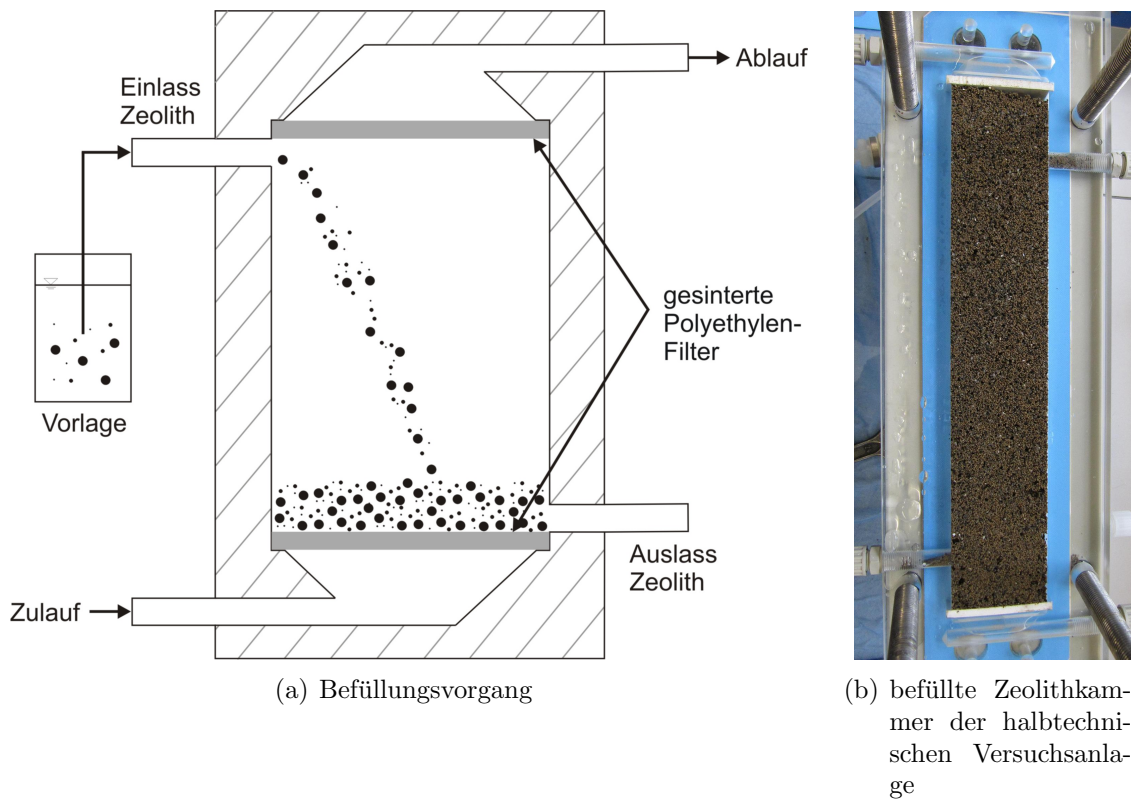 Ablauf
Einlass
Zeolith
gesinterte
Polyethylen-
Filter
Vorlage
Auslass
Zeolith
Zulauf
(a) Befüllungsvorgang
(b) befüllte Zeolithkam-
mer der halbtechni-
schen Versuchsanla-
ge